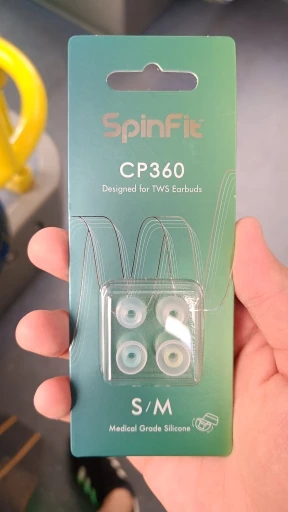 SpinFit
CP360
Designed for TWS Earbuds
S/M
Medical Grade Silicone